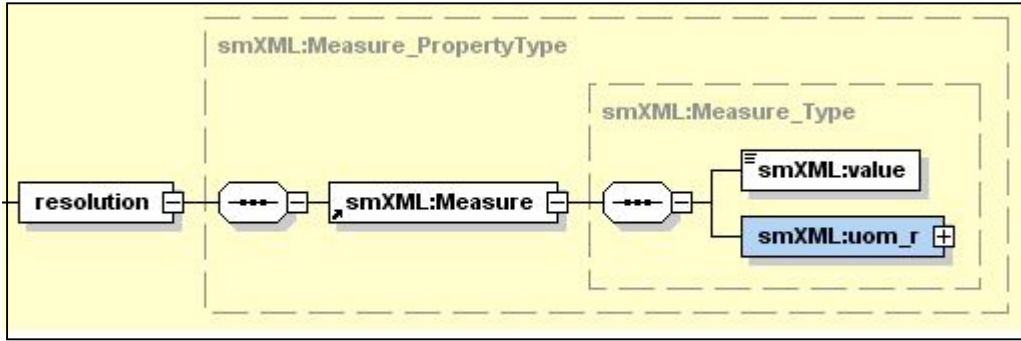 smXML:Measure_PropertyType
smXML:Measure_Type
smXML:value
resolution
smXML:Measure
smXML:uom_r